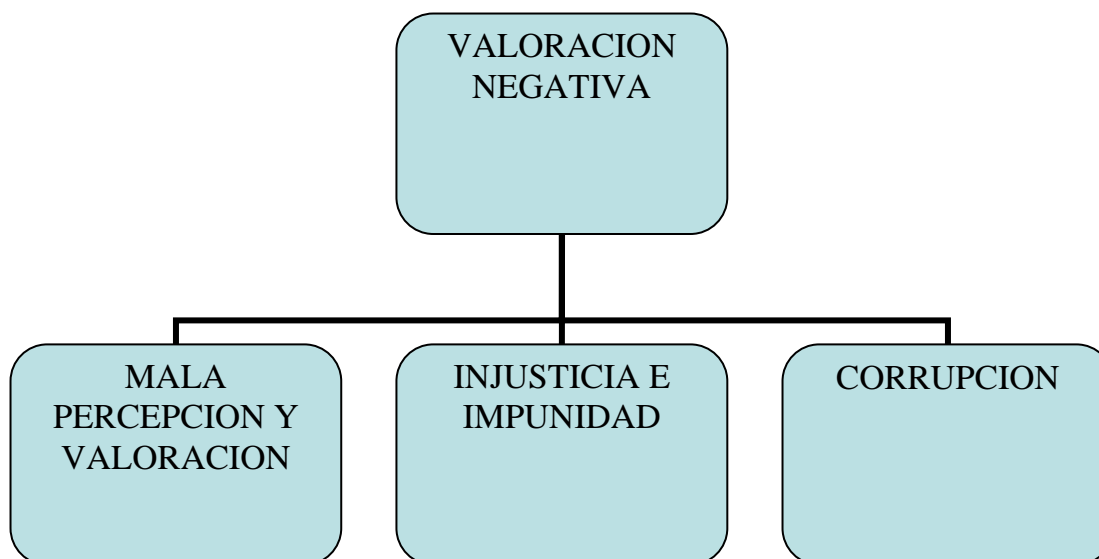 VALORACION
NEGATIVA
MALA
PERCEPCION Y
VALORACION
INJUSTICIA E
IMPUNIDAD
CORRUPCION